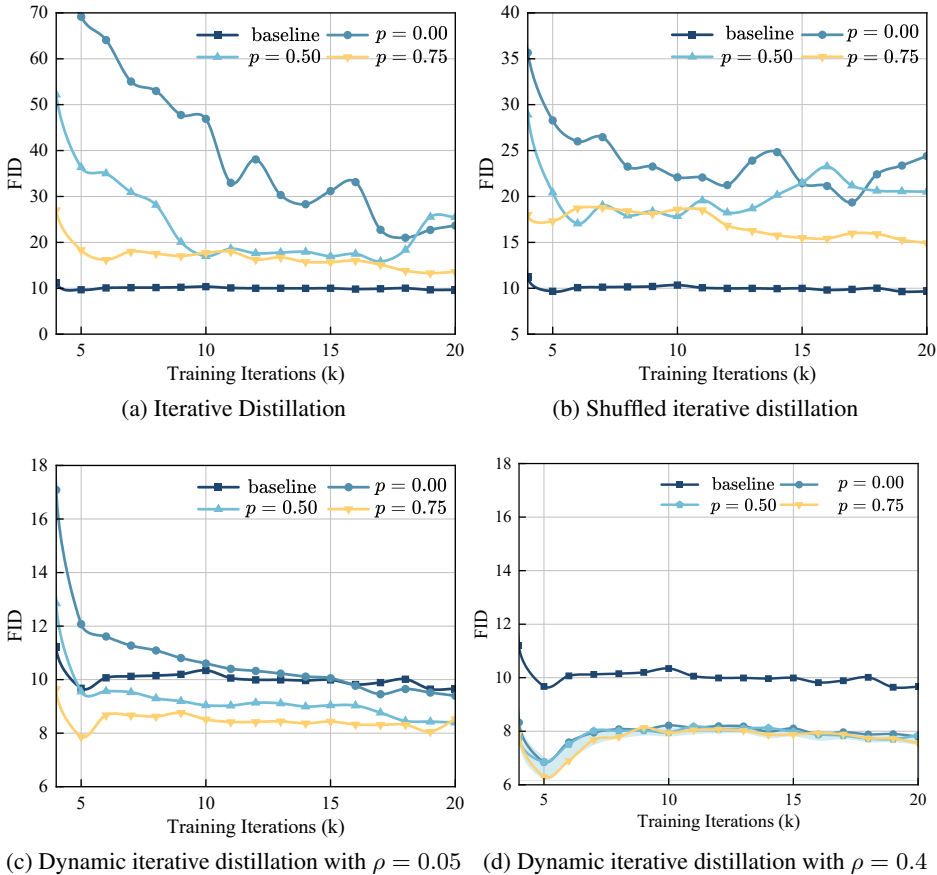 70
60
50
40
30
20
10
0
FID
baseline p = 0.00
p = 0.50 p = 0.75
5 10 15 20
Training Iterations (k)
(a) Iterative Distillation
40
35
30
25
20
15
10
5
FID
baseline p = 0.00
p = 0.50 p = 0.75
5 10 15 20
Training Iterations (k)
(b) Shuffled iterative distillation
18
16
14
12
10
8
6
FID
baseline p = 0.00
p = 0.50 p = 0.75
5 10 15 20
Training Iterations (k)
(c) Dynamic iterative distillation with ρ = 0.05
18
16
14
12
10
8
6
FID
baseline p = 0.00
p = 0.50 p = 0.75
5 10 15 20
Training Iterations (k)
(d) Dynamic iterative distillation with ρ = 0.4